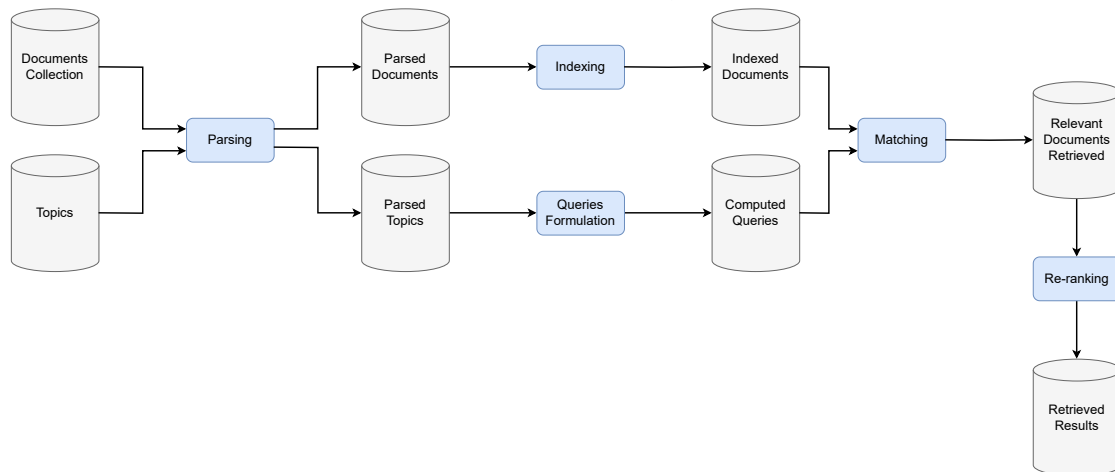 Documents
Collection
Parsed
Documents
Indexing
Indexed
Documents
Parsing
Matching
Relevant
Documents
Retrieved
Topics
Parsed
Topics
Queries
Formulation
Computed
Queries
Re-ranking
Retrieved
Results